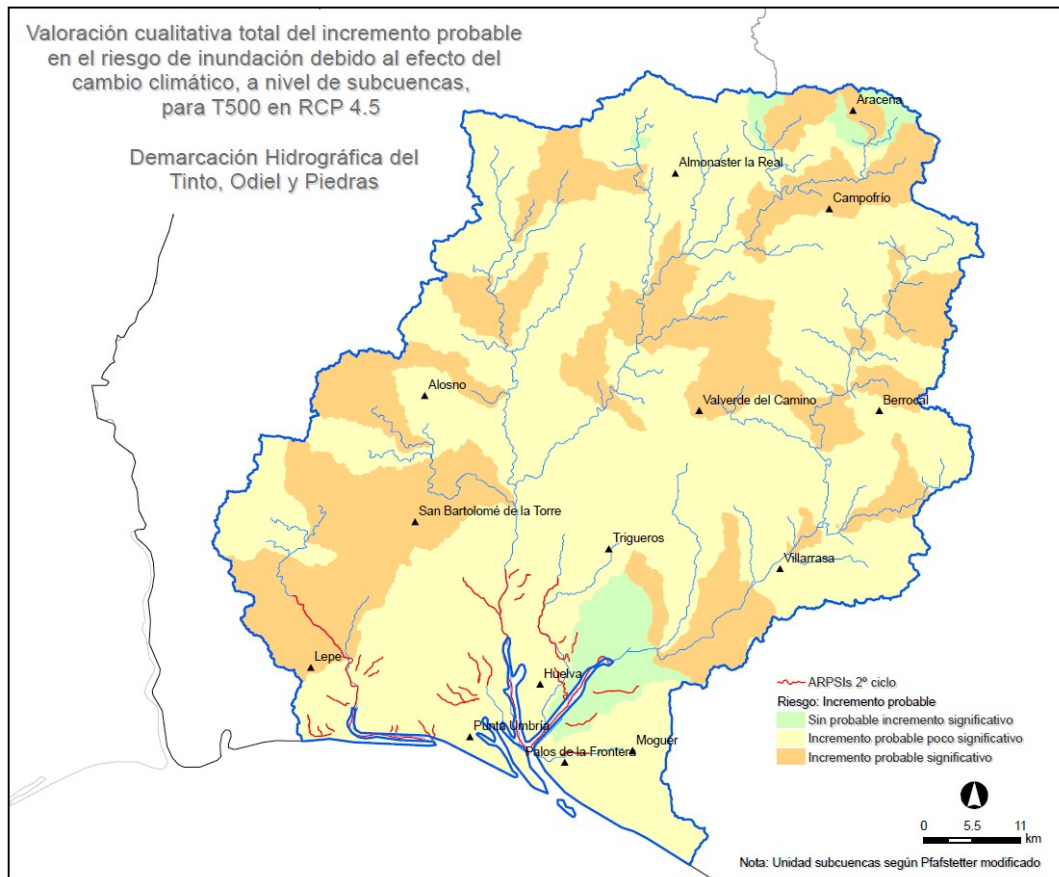 Valoración cualitativa total del incremento probable
en el riesgo de inundación debido al efecto del
cambio climático, a nivel de subcuencas,
para T500 en RCP 4.5
Demarcación Hidrográfica del
Tinto, Odiel y Piedras
Aracena
Almonaster la Real
Campofrío
Alosno
Valverde del Camino
Berrocal
San Bartolomé de la Torre
Trigueros
Villarrasa
Lepe
Huelva
Punta Umbría
Moguer
Palos de la Frontera
ARPSIs 2º ciclo
Riesgo: Incremento probable
Sin probable incremento significativo
Incremento probable poco significativo
Incremento probable significativo
0 5.5 11
km
Nota: Unidad subcuencas según Pfafstetter modificado